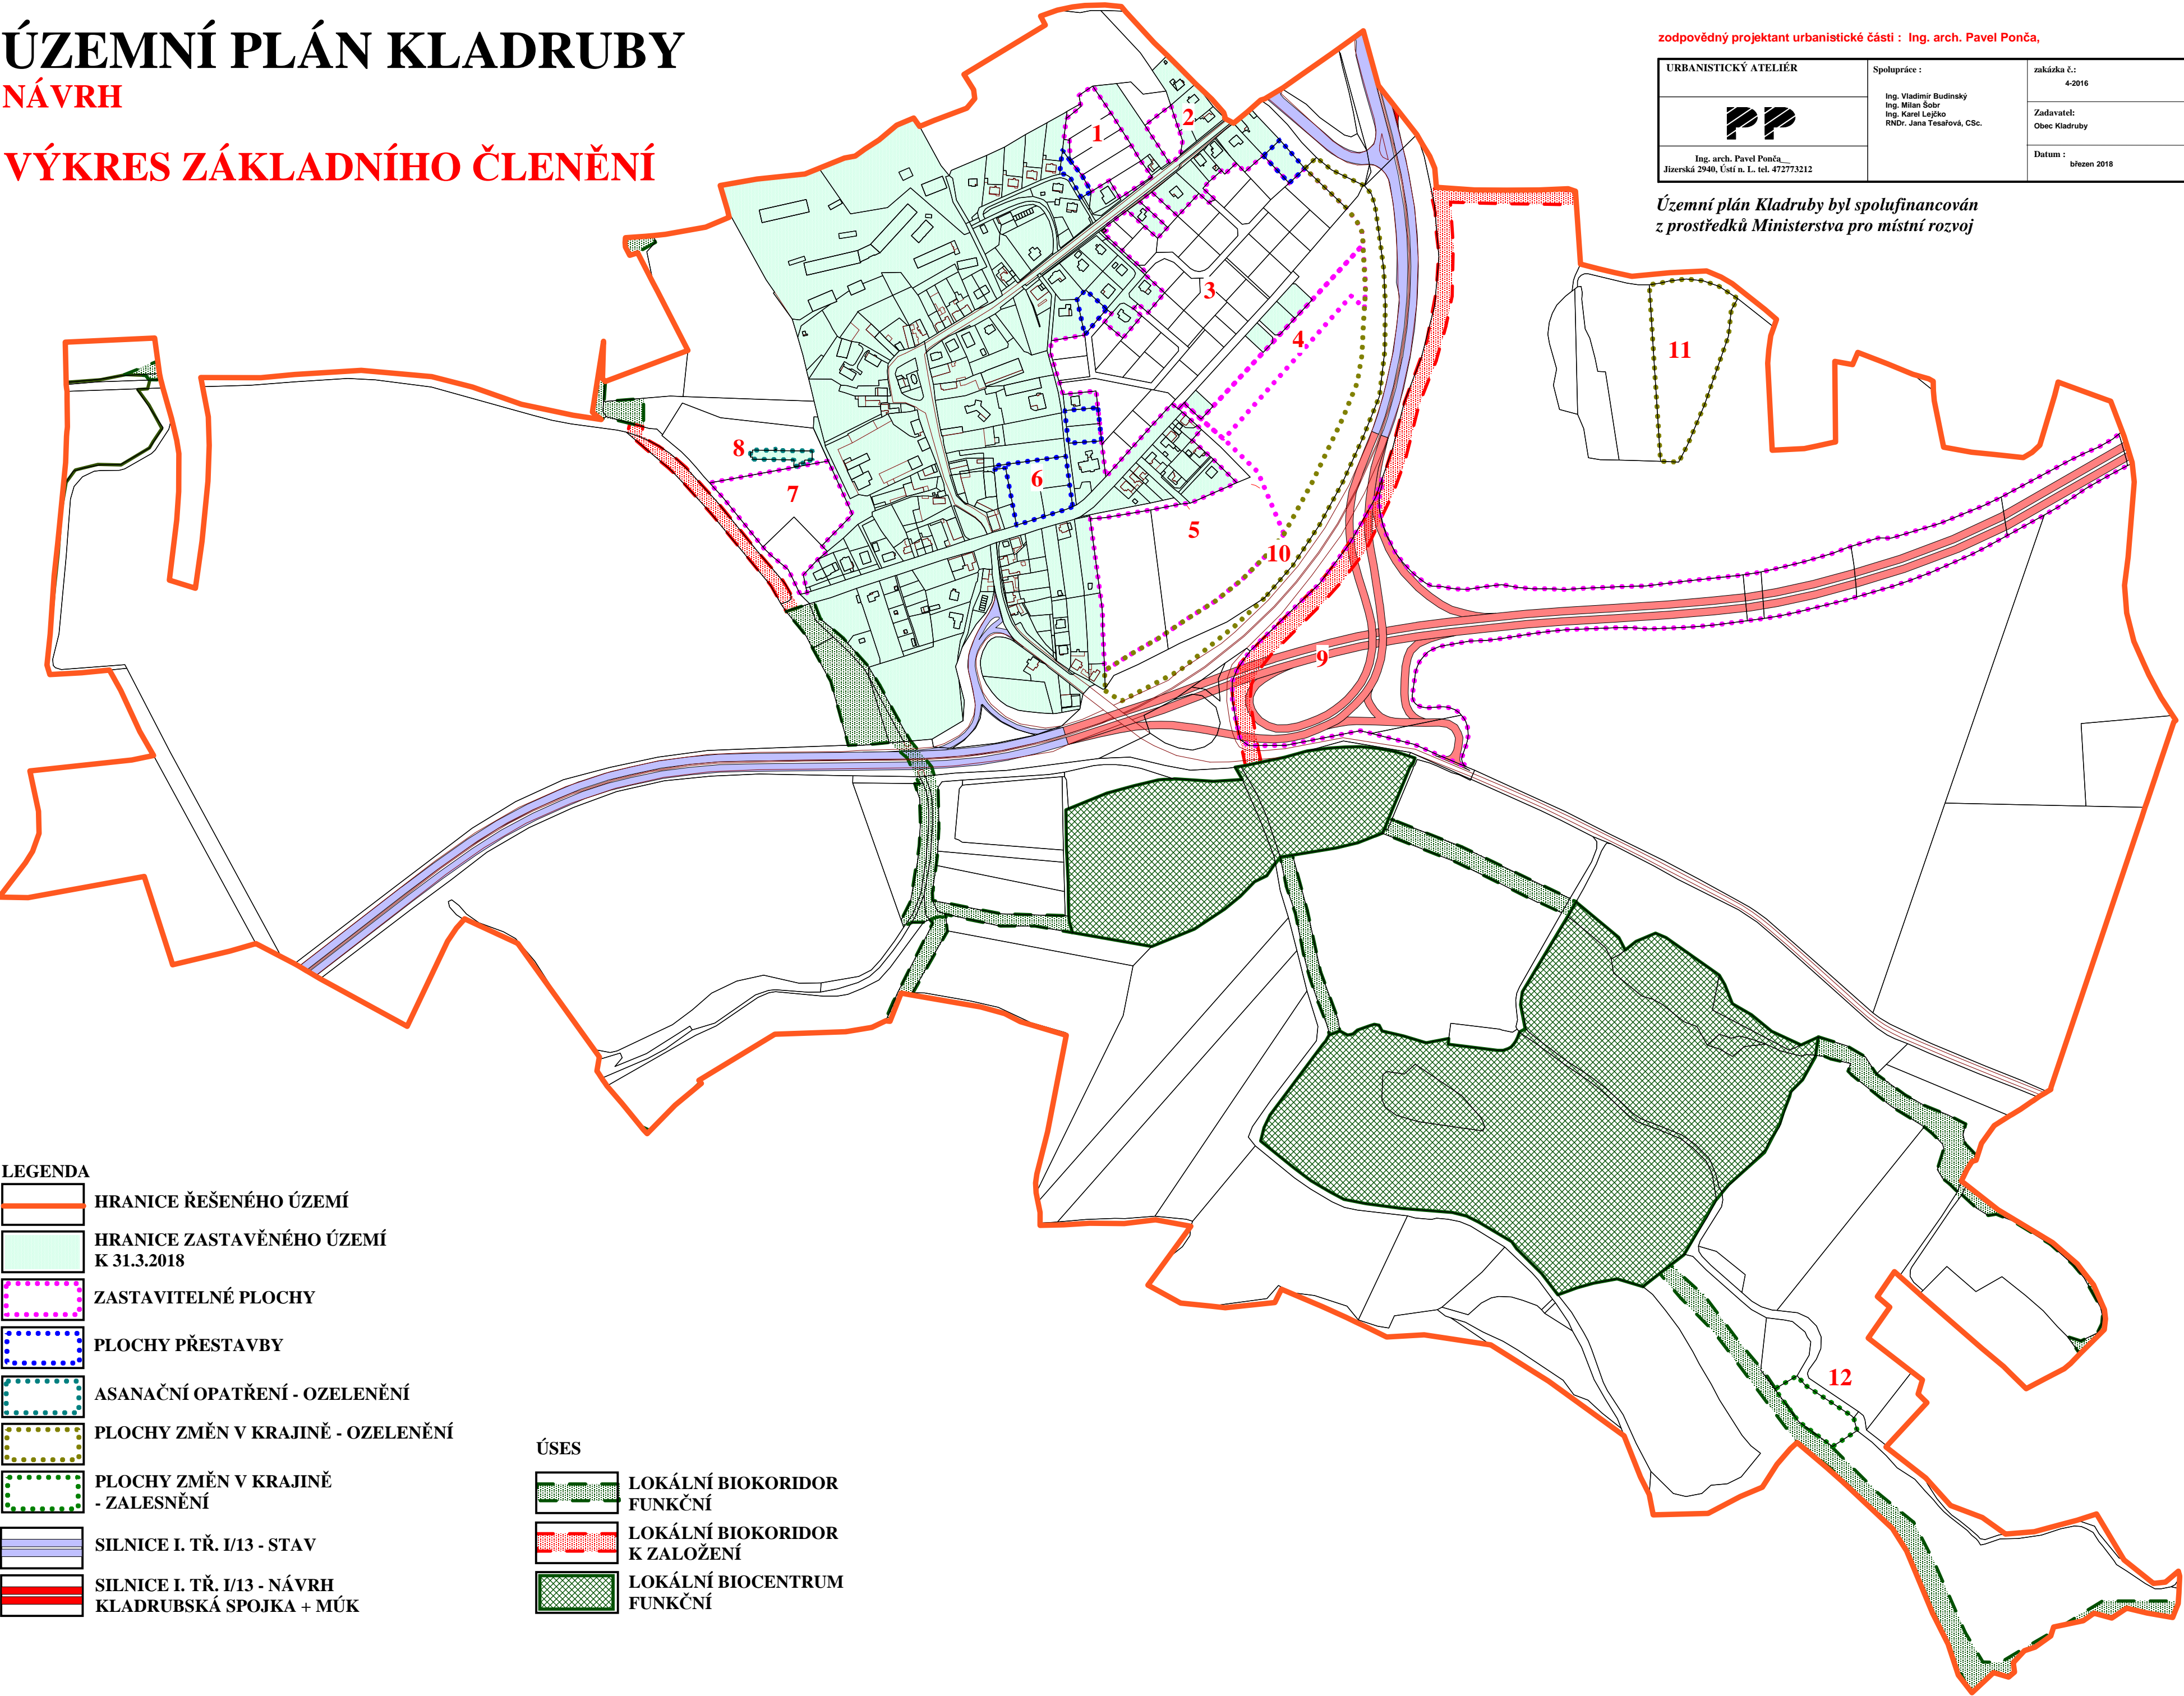 ÚZEMNÍ PLÁN KLADRUBY
NÁVRH
VÝKRES ZÁKLADNÍHO ČLENĚNÍ
zodpovědný projektant urbanistické části : Ing. arch. Pavel Ponča,
URBANISTICKÝ ATELIÉR
PP
Ing. arch. Pavel Ponča__
Jizerská 2940, Ústí n. L. tel. 472773212
Spolupráce :
Ing. Vladimír Budinský
Ing. Milan Šobr
Ing. Karel Lejčko
RNDr. Jana Tesařová, CSc.
zakázka č.:
4-2016
Zadavatel:
Obec Kladruby
Datum :
březen 2018
Územní plán Kladruby byl spolufinancován
z prostředků Ministerstva pro místní rozvoj
1
2
3
4
11
8
7
6
5
10
9
12
LEGENDA
HRANICE ŘEŠENÉHO ÚZEMÍ
HRANICE ZASTAVĚNÉHO ÚZEMÍ
K 31.3.2018
ZASTAVITELNÉ PLOCHY
PLOCHY PŘESTAVBY
ASANAČNÍ OPATŘENÍ - OZELENĚNÍ
PLOCHY ZMĚN V KRAJINĚ - OZELENĚNÍ
PLOCHY ZMĚN V KRAJINĚ
- ZALESNĚNÍ
SILNICE I. TŘ. I/13 - STAV
SILNICE I. TŘ. I/13 - NÁVRH
KLADRUBSKÁ SPOJKA + MÚK
ÚSES
LOKÁLNÍ BIOKORIDOR
FUNKČNÍ
LOKÁLNÍ BIOKORIDOR
K ZALOŽENÍ
LOKÁLNÍ BIOCENTRUM
FUNKČNÍ